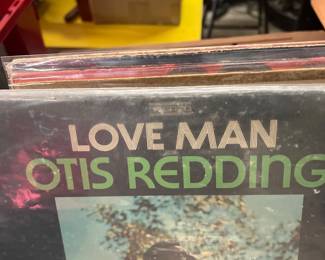 LOVE MAN
OTIS REDDING